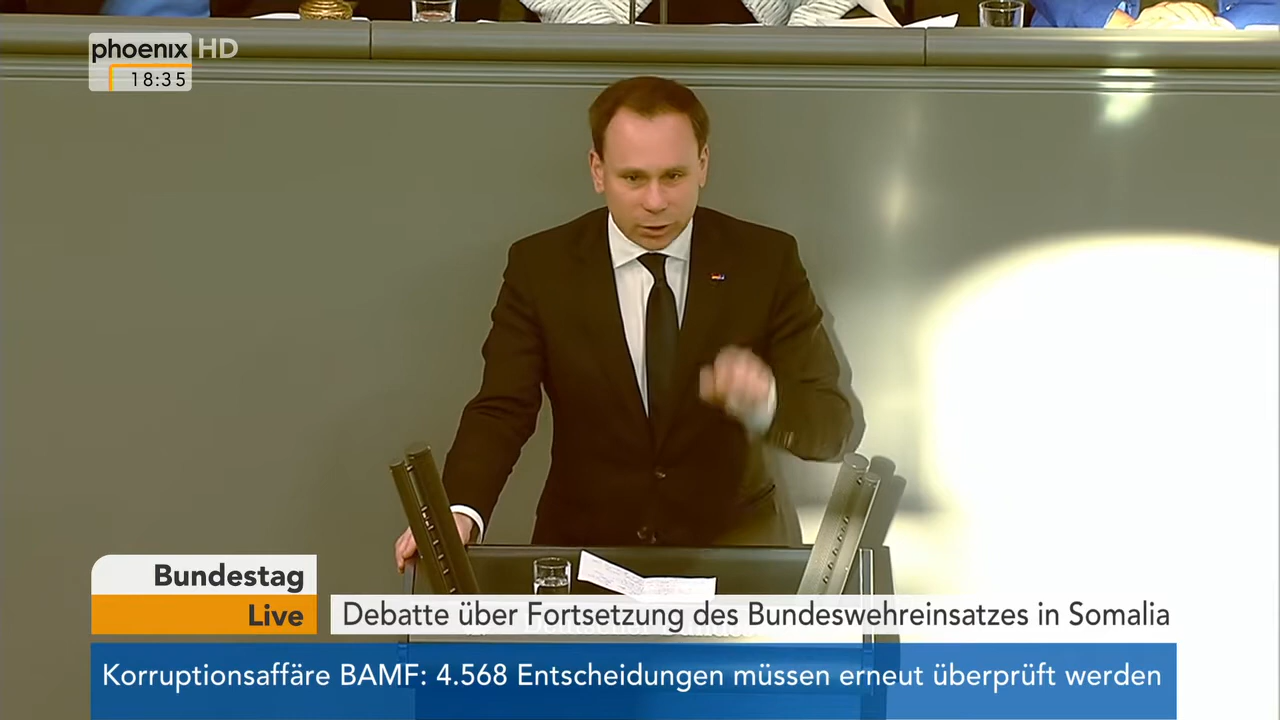 phoenix HD
18:35
Bundestag
Live
Debatte über Fortsetzung des Bundeswehreinsatzes in Somalia
Korruptionsaffäre BAMF: 4.568 Entscheidungen müssen erneut überprüft werden